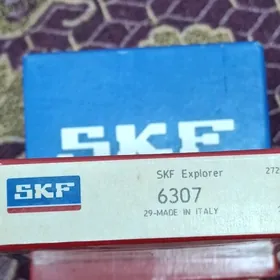 SKF
SKF
SKF Explorer
272
6307
29-MADE IN ITALY